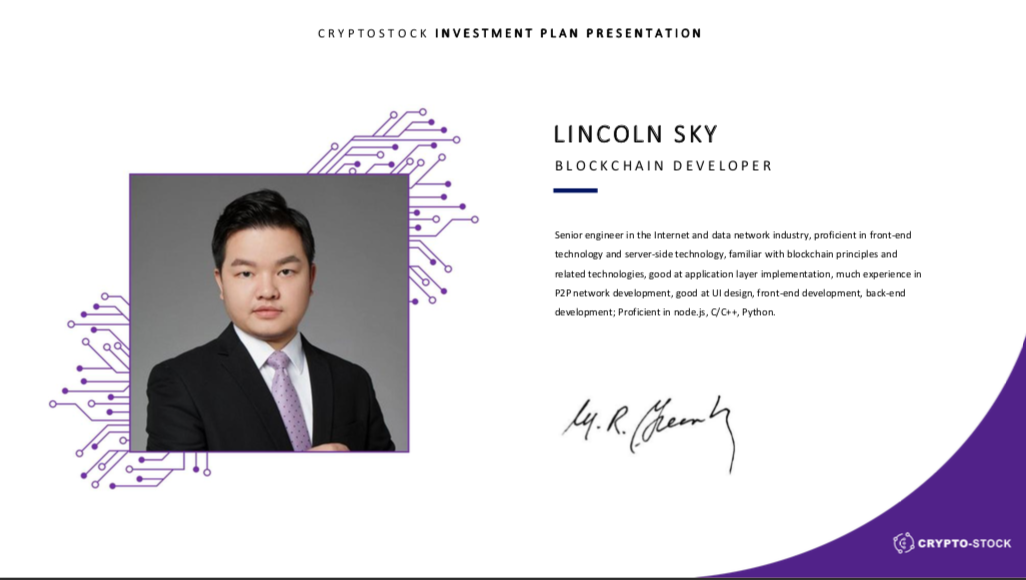 CRYPTOSTOCK INVESTMENT PLAN PRESENTATION
LINCOLN SKY
BLOCKCHAIN DEVELOPER
Senior engineer in the Internet and data network industry, proficient in front-end
technology and server-side technology, familiar with blockchain principles and
related technologies, good at application layer implementation, much experience in
P2P network development, good at UI design, front-end development, back-end
development; Proficient in node.js, C/C++, Python.
CRYPTO-STOCK